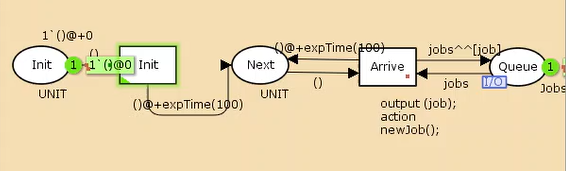 1`()@+0
()
Init
1
1`()@0
Init
UNIT
()@+expTime(100)
Next
UNIT
()@+expTime(100)
()
Arrive
output (job);
action
newJob();
jobs^^[job]
jobs
Queue
1
I/O
Jobs